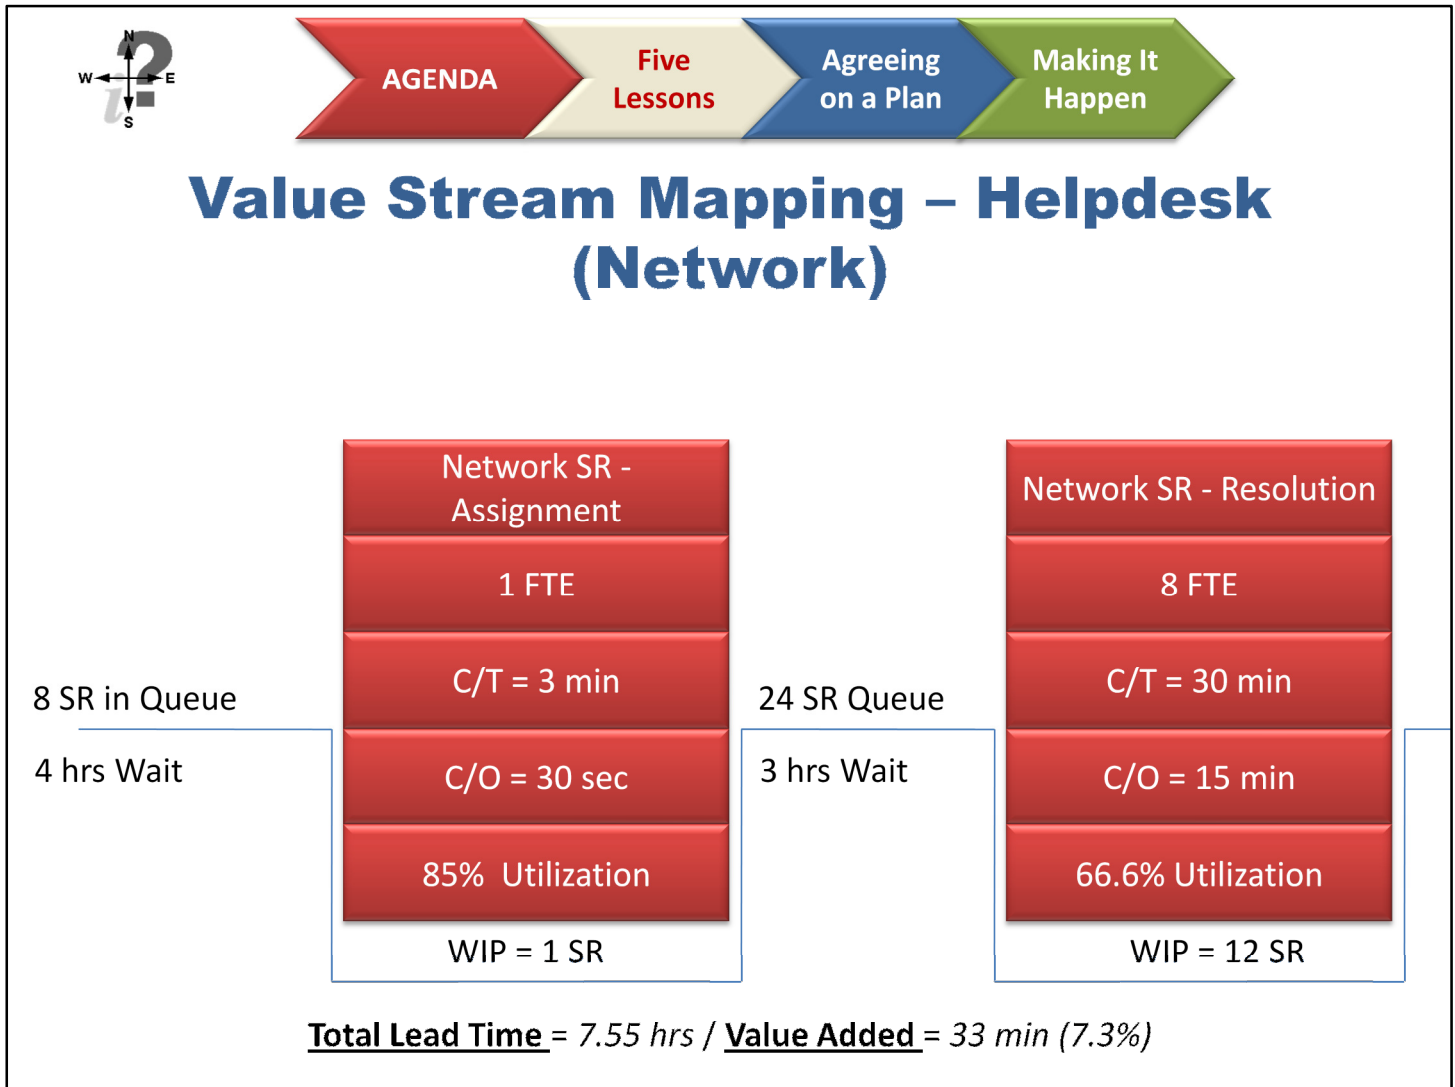 N
W E
S
i?
AGENDA
Five
Lessons
Agreeing
on a Plan
Making It
Happen
Value Stream Mapping – Helpdesk
(Network)
Network SR -
Assignment
1 FTE
C/T = 3 min
C/O = 30 sec
85% Utilization
WIP = 1 SR
8 SR in Queue
4 hrs Wait
24 SR Queue
3 hrs Wait
Network SR - Resolution
8 FTE
C/T = 30 min
C/O = 15 min
66.6% Utilization
WIP = 12 SR
Total Lead Time = 7.55 hrs / Value Added = 33 min (7.3%)